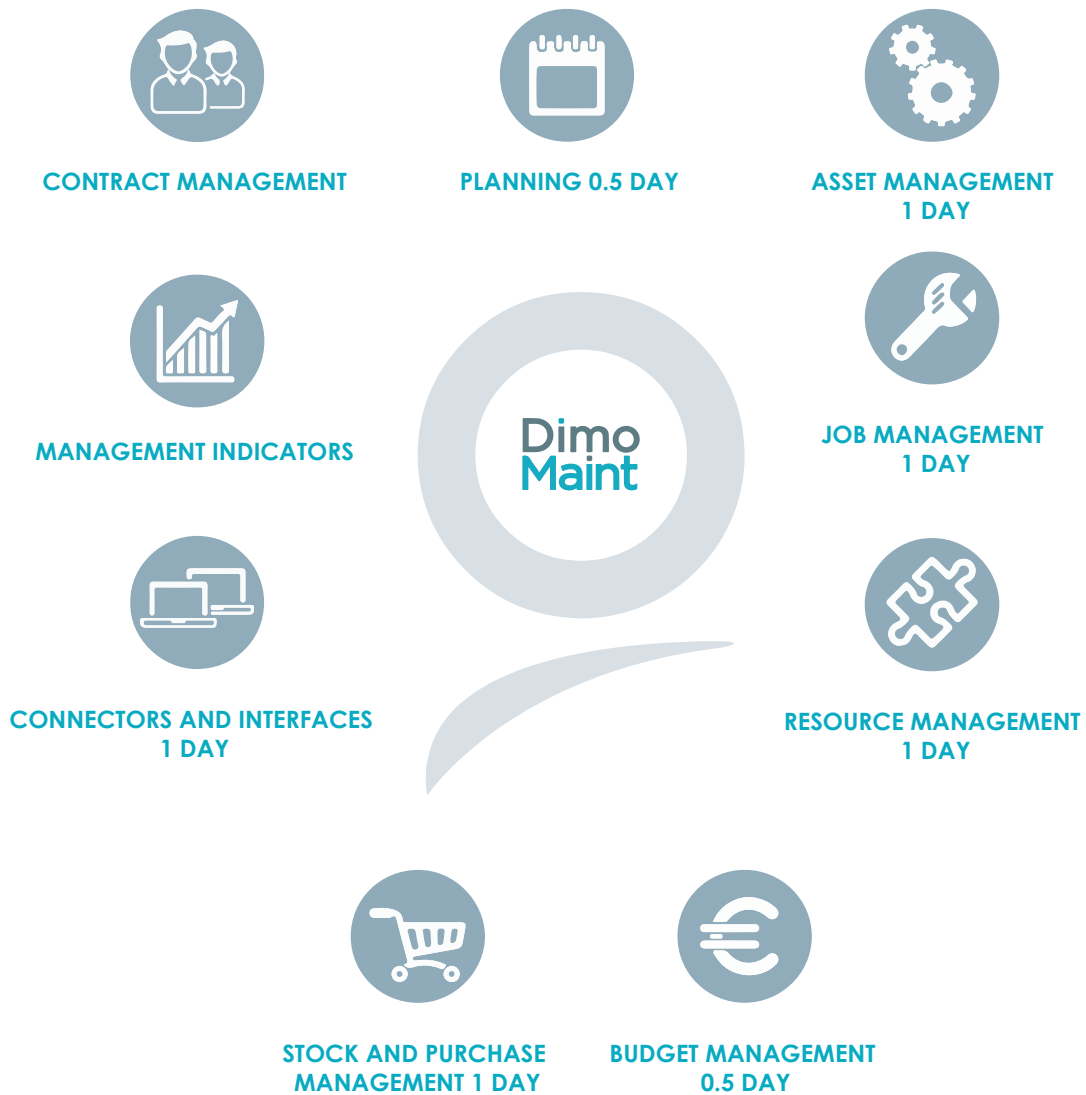 CONTRACT MANAGEMENT
PLANNING 0.5 DAY
ASSET MANAGEMENT
1 DAY
MANAGEMENT INDICATORS
Dimo
Maint
JOB MANAGEMENT
1 DAY
CONNECTORS AND INTERFACES
1 DAY
RESOURCE MANAGEMENT
1 DAY
STOCK AND PURCHASE
MANAGEMENT 1 DAY
BUDGET MANAGEMENT
0.5 DAY